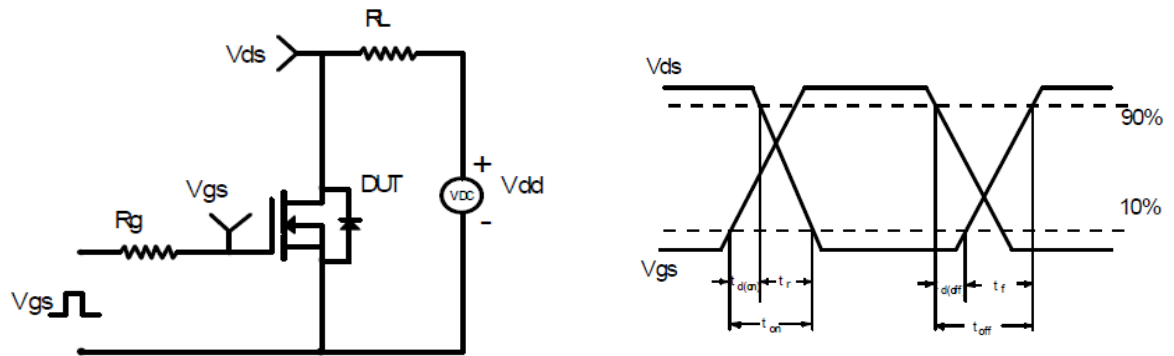 RL
Vds
Vgs
DUT
Rg
+
VDC
Vdd
-
Vgs
Vds
90%
10%
Vgs
td(on)
tr
d(off
tf
ton
toff